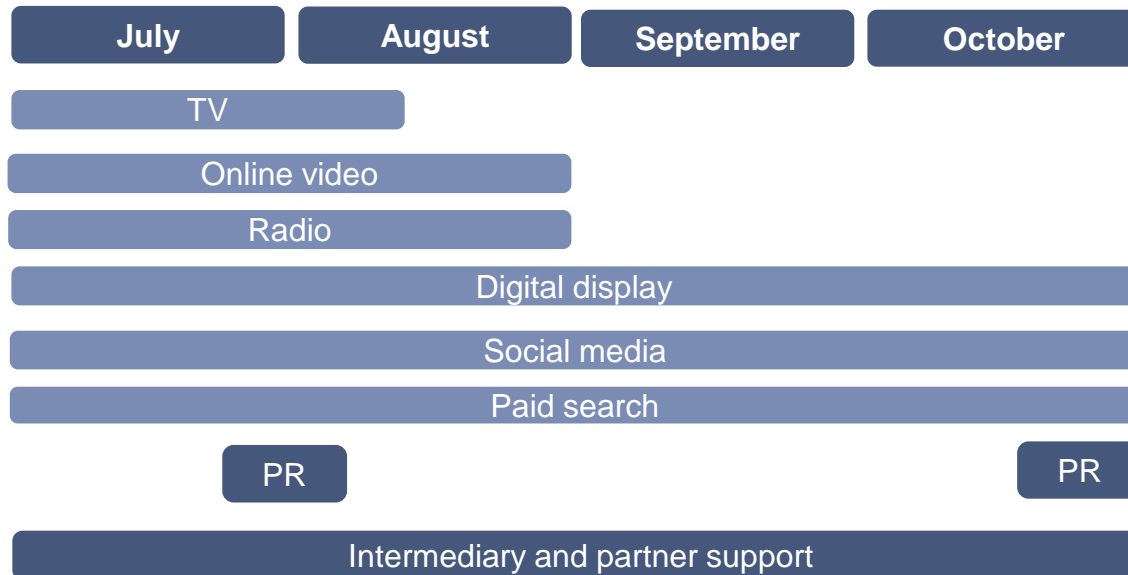 July
August
September
October
TV
Online video
Radio
Digital display
Social media
Paid search
PR
PR
Intermediary and partner support